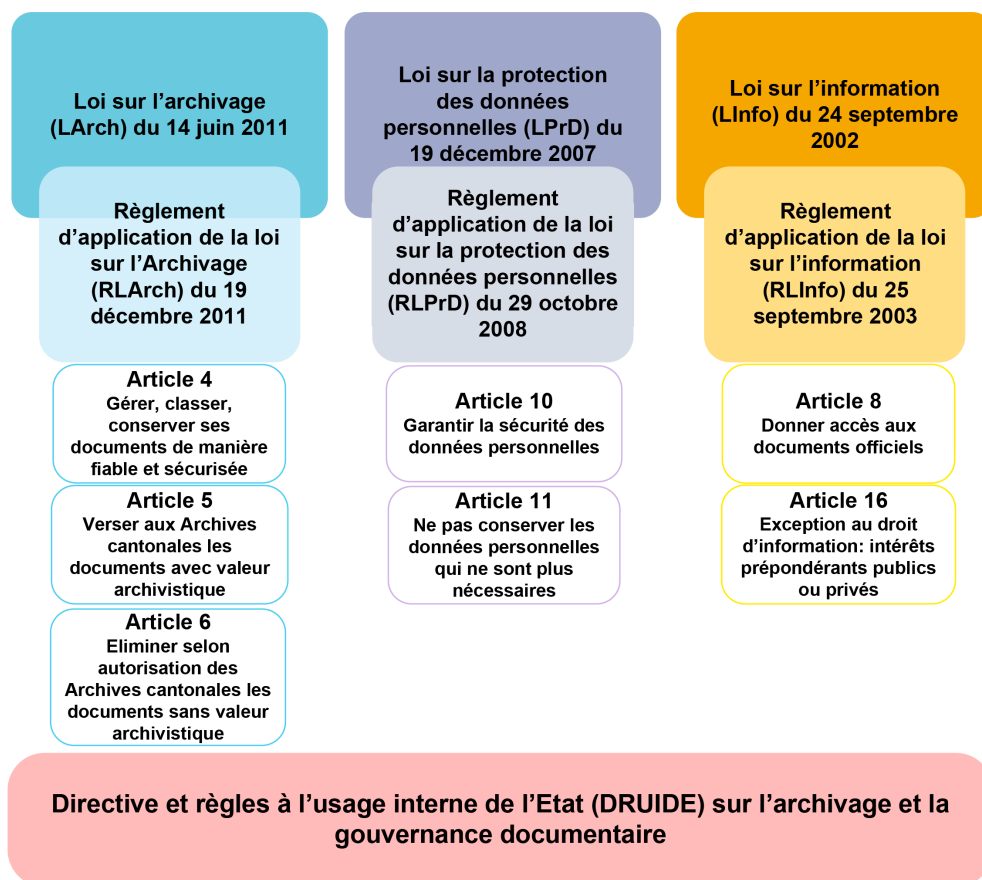 Loi sur l'archivage
(LArch) du 14 juin 2011
Règlement
d'application de la loi
sur l'Archivage
(RLArch) du 19
décembre 2011
Article 4
Gérer, classer,
conserver ses
documents de manière
fiable et sécurisée
Article 5
Verser aux Archives
cantonales les
documents avec valeur
archivistique
Article 6
Eliminer selon
autorisation des
Archives cantonales les
documents sans valeur
archivistique
Loi sur la protection
des données
personnelles (LPrD) du
19 décembre 2007
Règlement
d'application de la loi
sur la protection des
données personnelles
(RLPrD) du 29 octobre
2008
Article 10
Garantir la sécurité des
données personnelles
Article 11
Ne pas conserver les
données personnelles
qui ne sont plus
nécessaires
Loi sur l'information
(LInfo) du 24 septembre
2002
Règlement
d'application de la loi
sur l'information
(RLInfo) du 25
septembre 2003
Article 8
Donner accès aux
documents officiels
Article 16
Exception au droit
d'information: intérêts
prépondérants publics
ou privés
Directive et règles à l'usage interne de l'Etat (DRUIDE) sur l'archivage et la
gouvernance documentaire